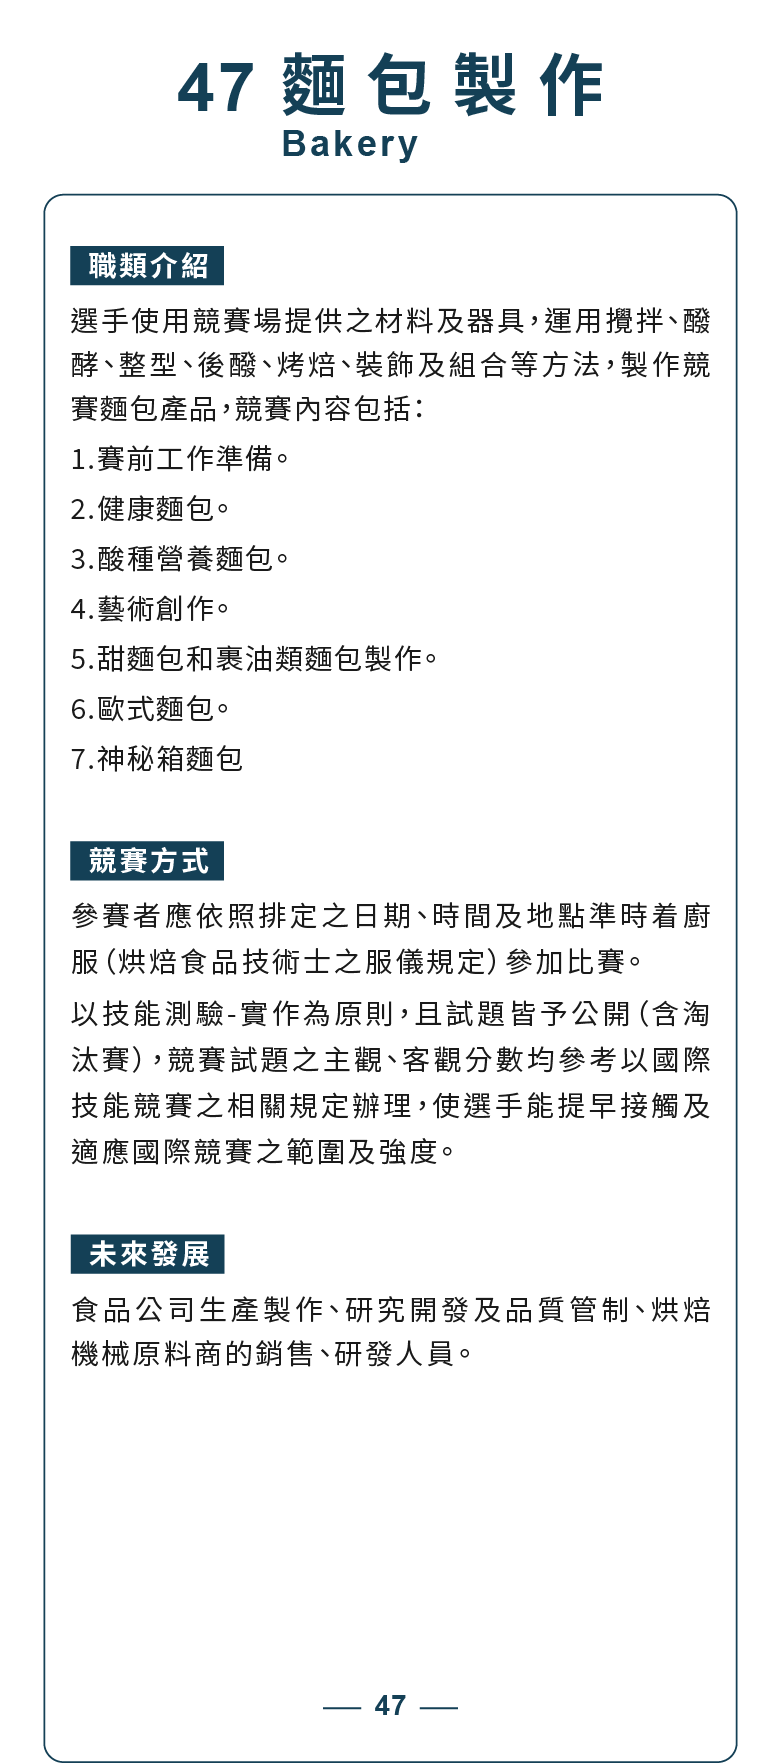 47 麵包製作
Bakery
職類介紹
選手使用競賽場提供之材料及器具，運用攪拌、醱
酵、整型、後醱、烤焙、裝飾及組合等方法，製作競
賽麵包產品，競賽內容包括：
1.賽前工作準備。
2.健康麵包。
3.酸種營養麵包。
4.藝術創作。
5.甜麵包和裹油類麵包製作。
6.歐式麵包。
7.神秘箱麵包
競賽方式
參賽者應依照排定之日期、時間及地點準時着廚
服（烘焙食品技術士之服儀規定）參加比賽。
以技能測驗-實作為原則，且試題皆予公開（含淘
汰賽），競賽試題之主觀、客觀分數均參考以國際
技能競賽之相關規定辦理，使選手能提早接觸及
適應國際競賽之範圍及強度。
未來發展
食品公司生產製作、研究開發及品質管制、烘焙
機械原料商的銷售、研發人員。
47